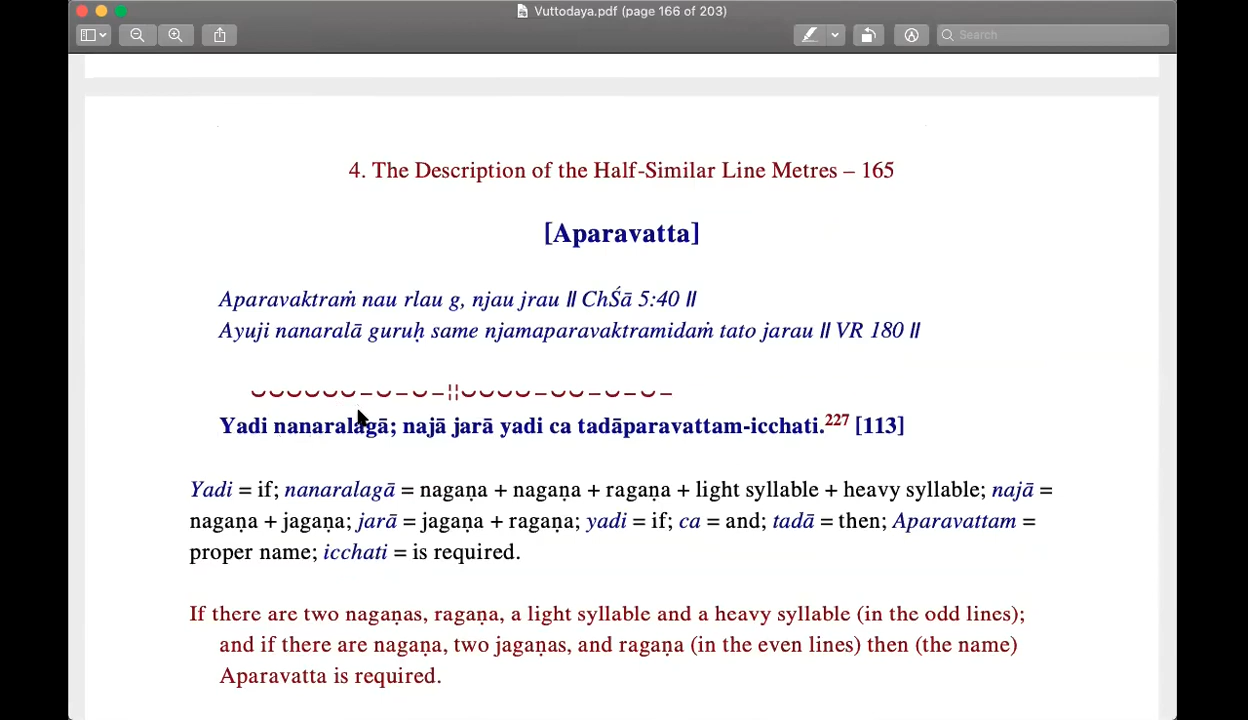 Vuttodaya.pdf (page 166 of 203)
Search
4. The Description of the Half-Similar Line Metres – 165
[Aparavatta]
Aparavaktraṁ nau rlau g, njau jrau ǁ ChŚā 5:40 ǁ
Ayuji nanaralā guruḥ same njamaparavaktramidaṁ tato jarau ǁ VR 180 ǁ
⏑⏑⏑⏑⏑⏑−⏑−⏑−¦¦⏑⏑⏑⏑−⏑⏑−⏑−⏑−
Yadi nanaralagā; najā jarā yadi ca tadāparavattam-icchati.227 [113]
Yadi = if; nanaralagā = nagaṇa + nagaṇa + ragaṇa + light syllable + heavy syllable; najā =
nagaṇa + jagaṇa; jarā = jagaṇa + ragaṇa; yadi = if; ca = and; tadā = then; Aparavattam =
proper name; icchati = is required.
If there are two nagaṇas, ragaṇa, a light syllable and a heavy syllable (in the odd lines);
and if there are nagaṇa, two jagaṇas, and ragaṇa (in the even lines) then (the name)
Aparavatta is required.